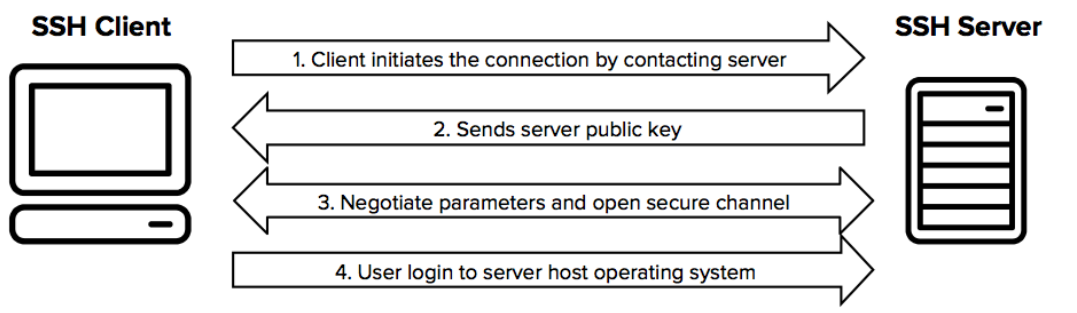 SSH Client
SSH Server
1. Client initiates the connection by contacting server
2. Sends server public key
3. Negotiate parameters and open secure channel
4. User login to server host operating system